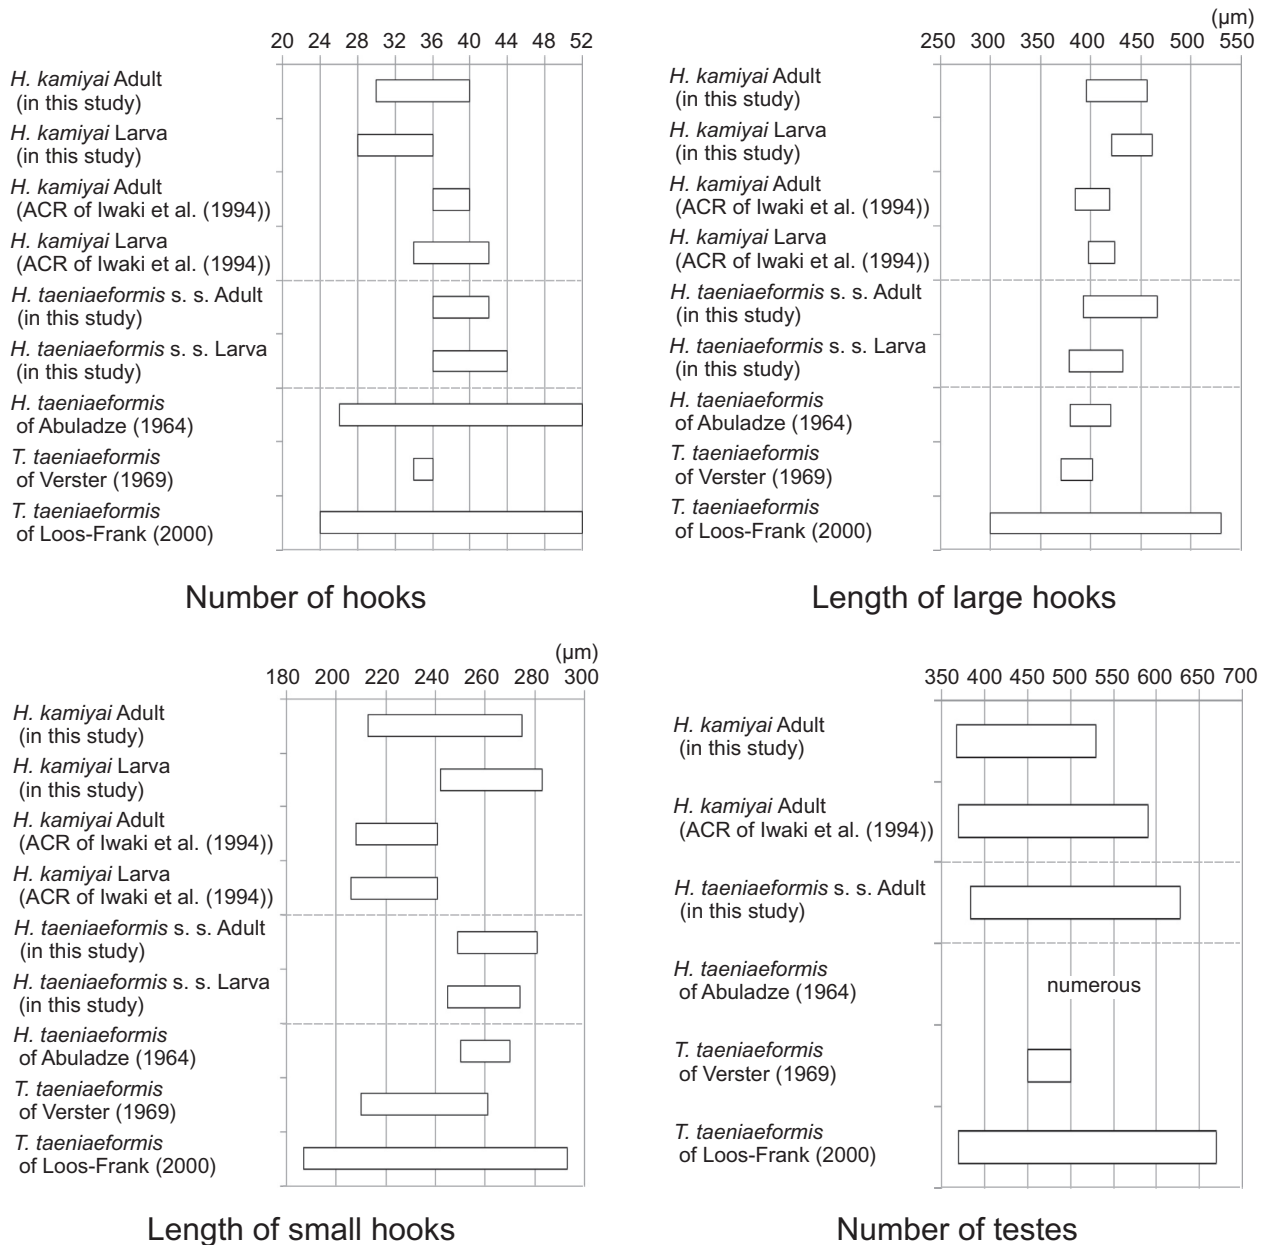 20 24 28 32 36 40 44 48 52
H. kamiyai Adult
(in this study)
H. kamiyai Larva
(in this study)
H. kamiyai Adult
(ACR of Iwaki et al. (1994))
H. kamiyai Larva
(ACR of Iwaki et al. (1994))
H. taeniaeformis s. s. Adult
(in this study)
H. taeniaeformis s. s. Larva
(in this study)
H. taeniaeformis
of Abuladze (1964)
T. taeniaeformis
of Verster (1969)
T. taeniaeformis
of Loos-Frank (2000)
Number of hooks
(µm)
250 300 350 400 450 500 550
H. kamiyai Adult
(in this study)
H. kamiyai Larva
(in this study)
H. kamiyai Adult
(ACR of Iwaki et al. (1994))
H. kamiyai Larva
(ACR of Iwaki et al. (1994))
H. taeniaeformis s. s. Adult
(in this study)
H. taeniaeformis s. s. Larva
(in this study)
H. taeniaeformis
of Abuladze (1964)
T. taeniaeformis
of Verster (1969)
T. taeniaeformis
of Loos-Frank (2000)
Length of large hooks
(µm)
180 200 220 240 260 280 300
H. kamiyai Adult
(in this study)
H. kamiyai Larva
(in this study)
H. kamiyai Adult
(ACR of Iwaki et al. (1994))
H. kamiyai Larva
(ACR of Iwaki et al. (1994))
H. taeniaeformis s. s. Adult
(in this study)
H. taeniaeformis s. s. Larva
(in this study)
H. taeniaeformis
of Abuladze (1964)
T. taeniaeformis
of Verster (1969)
T. taeniaeformis
of Loos-Frank (2000)
Length of small hooks
350 400 450 500 550 600 650 700
H. kamiyai Adult
(in this study)
H. kamiyai Adult
(ACR of Iwaki et al. (1994))
H. taeniaeformis s. s. Adult
(in this study)
H. taeniaeformis
of Abuladze (1964)
numerous
T. taeniaeformis
of Verster (1969)
T. taeniaeformis
of Loos-Frank (2000)
Number of testes